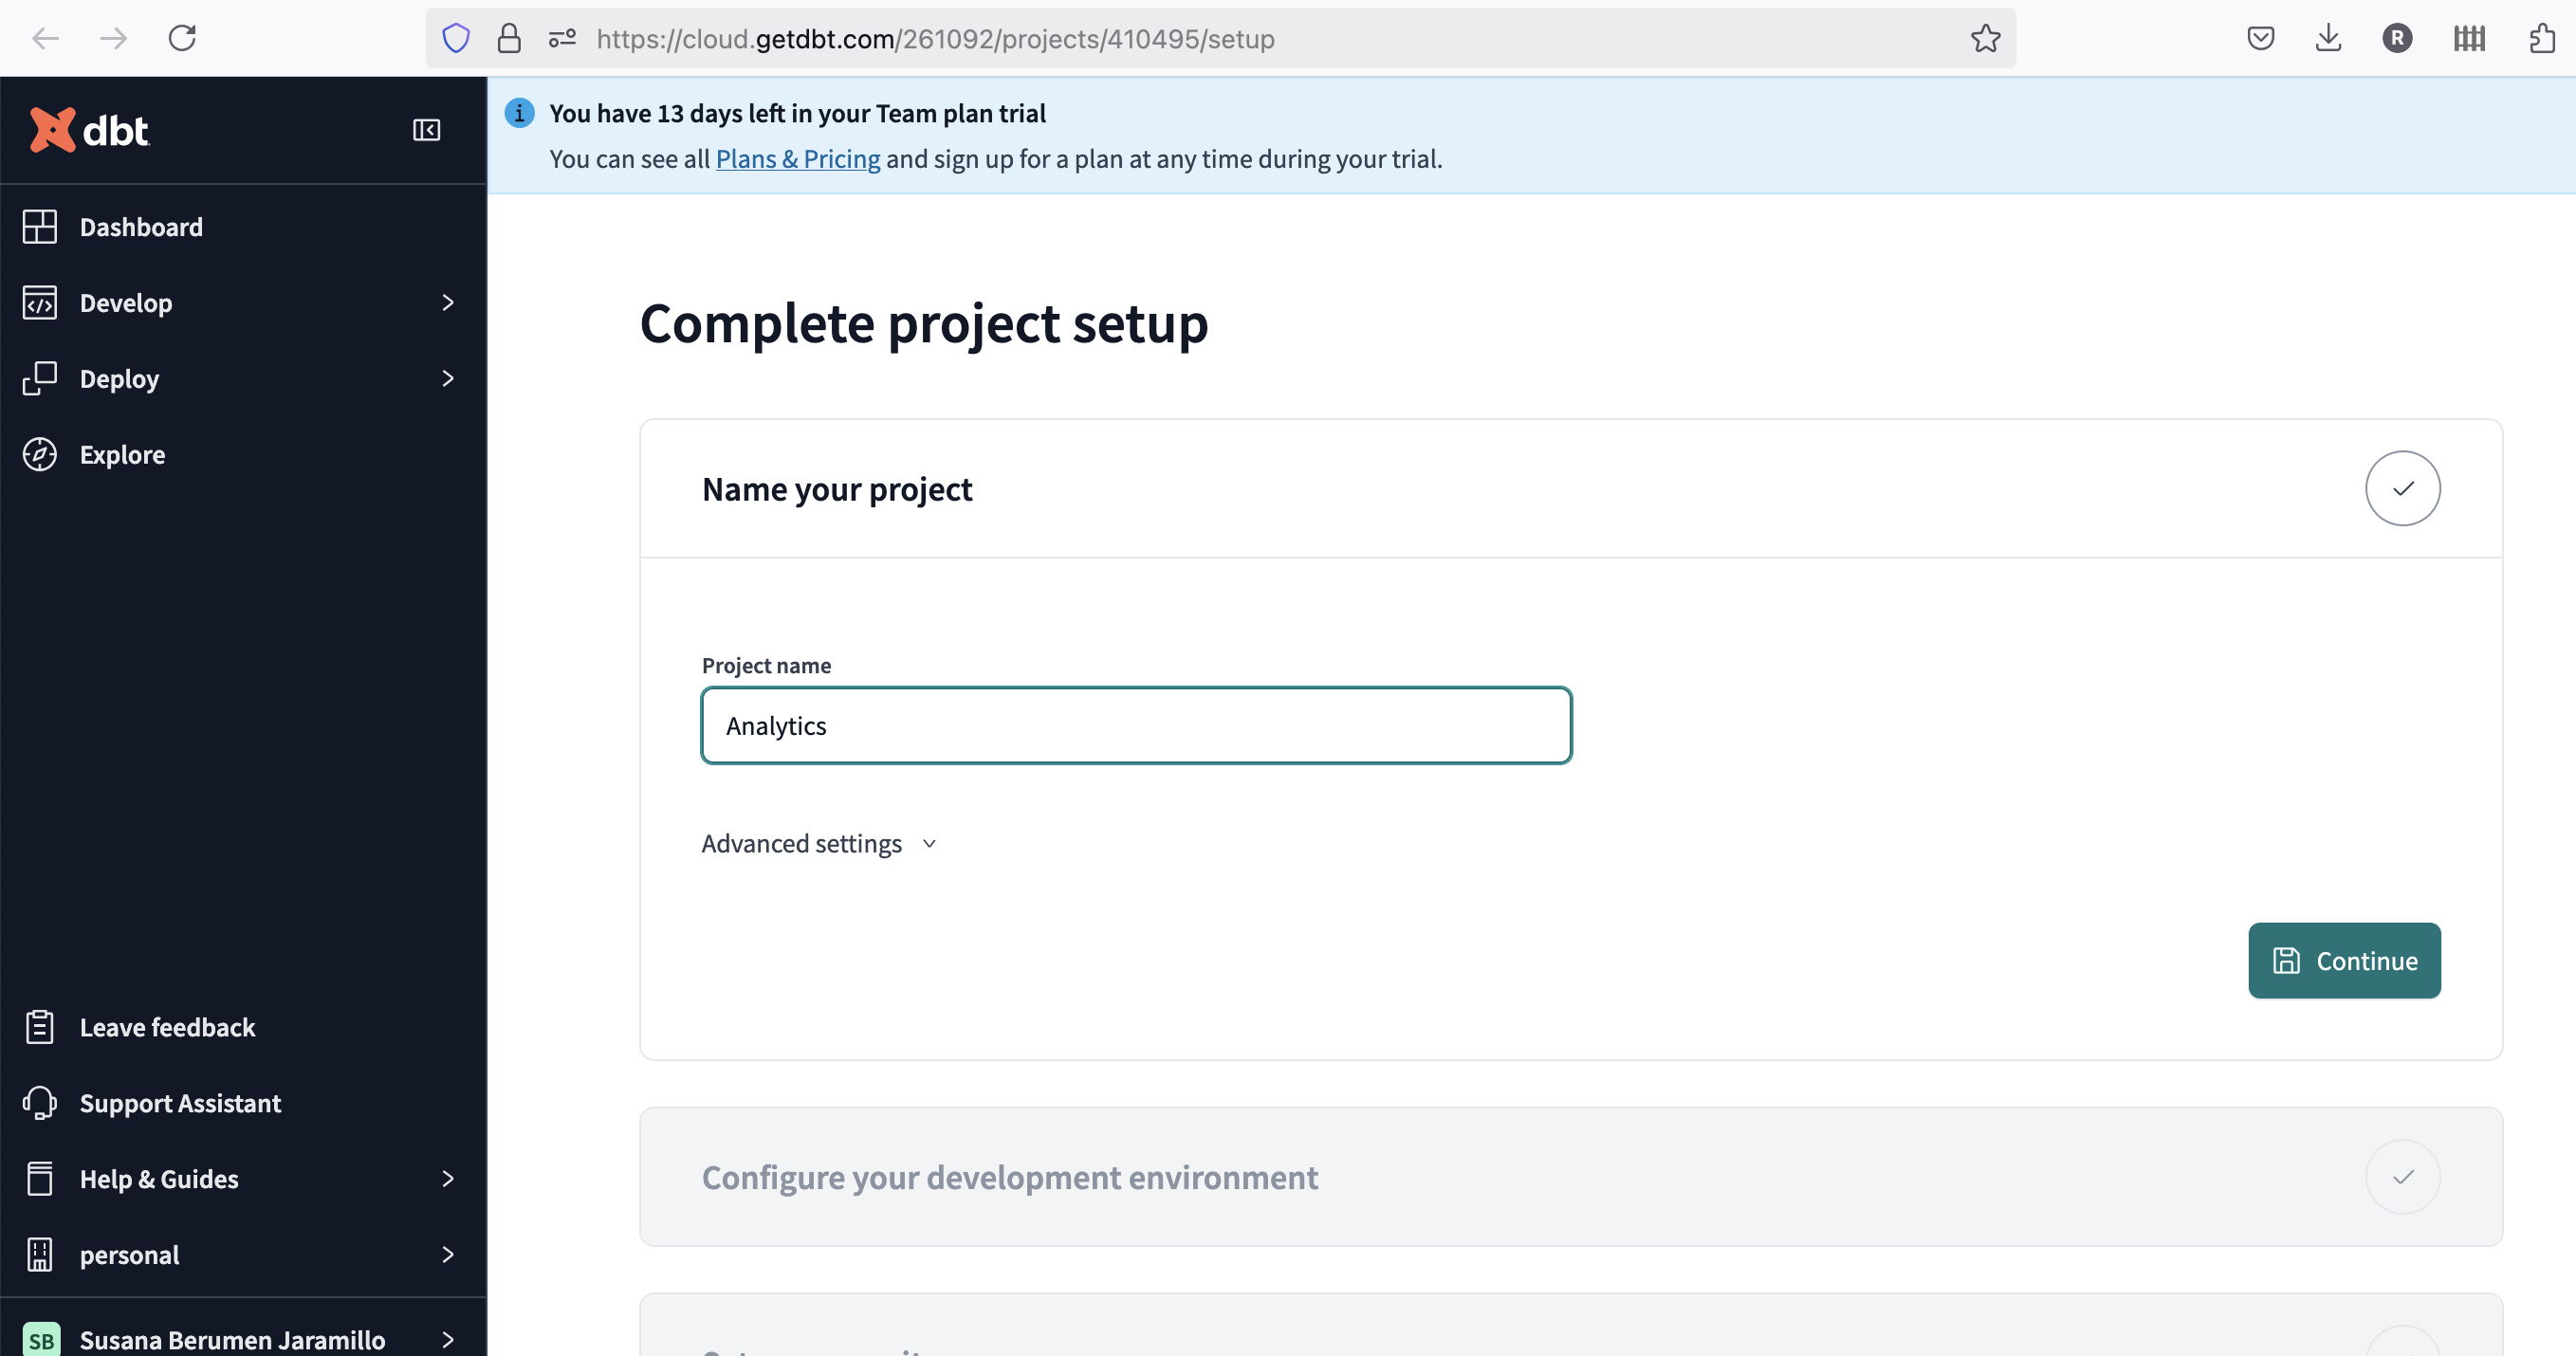 https://cloud.getdbt.com/261092/projects/410495/setup
R
dbt
You have 13 days left in your Team plan trial
You can see all Plans & Pricing and sign up for a plan at any time during your trial.
Dashboard
Develop
Deploy
Explore
Leave feedback
Support Assistant
Help & Guides
personal
SB Susana Berumen Jaramillo
Complete project setup
Name your project
Project name
Analytics
Advanced settings
Continue
Configure your development environment